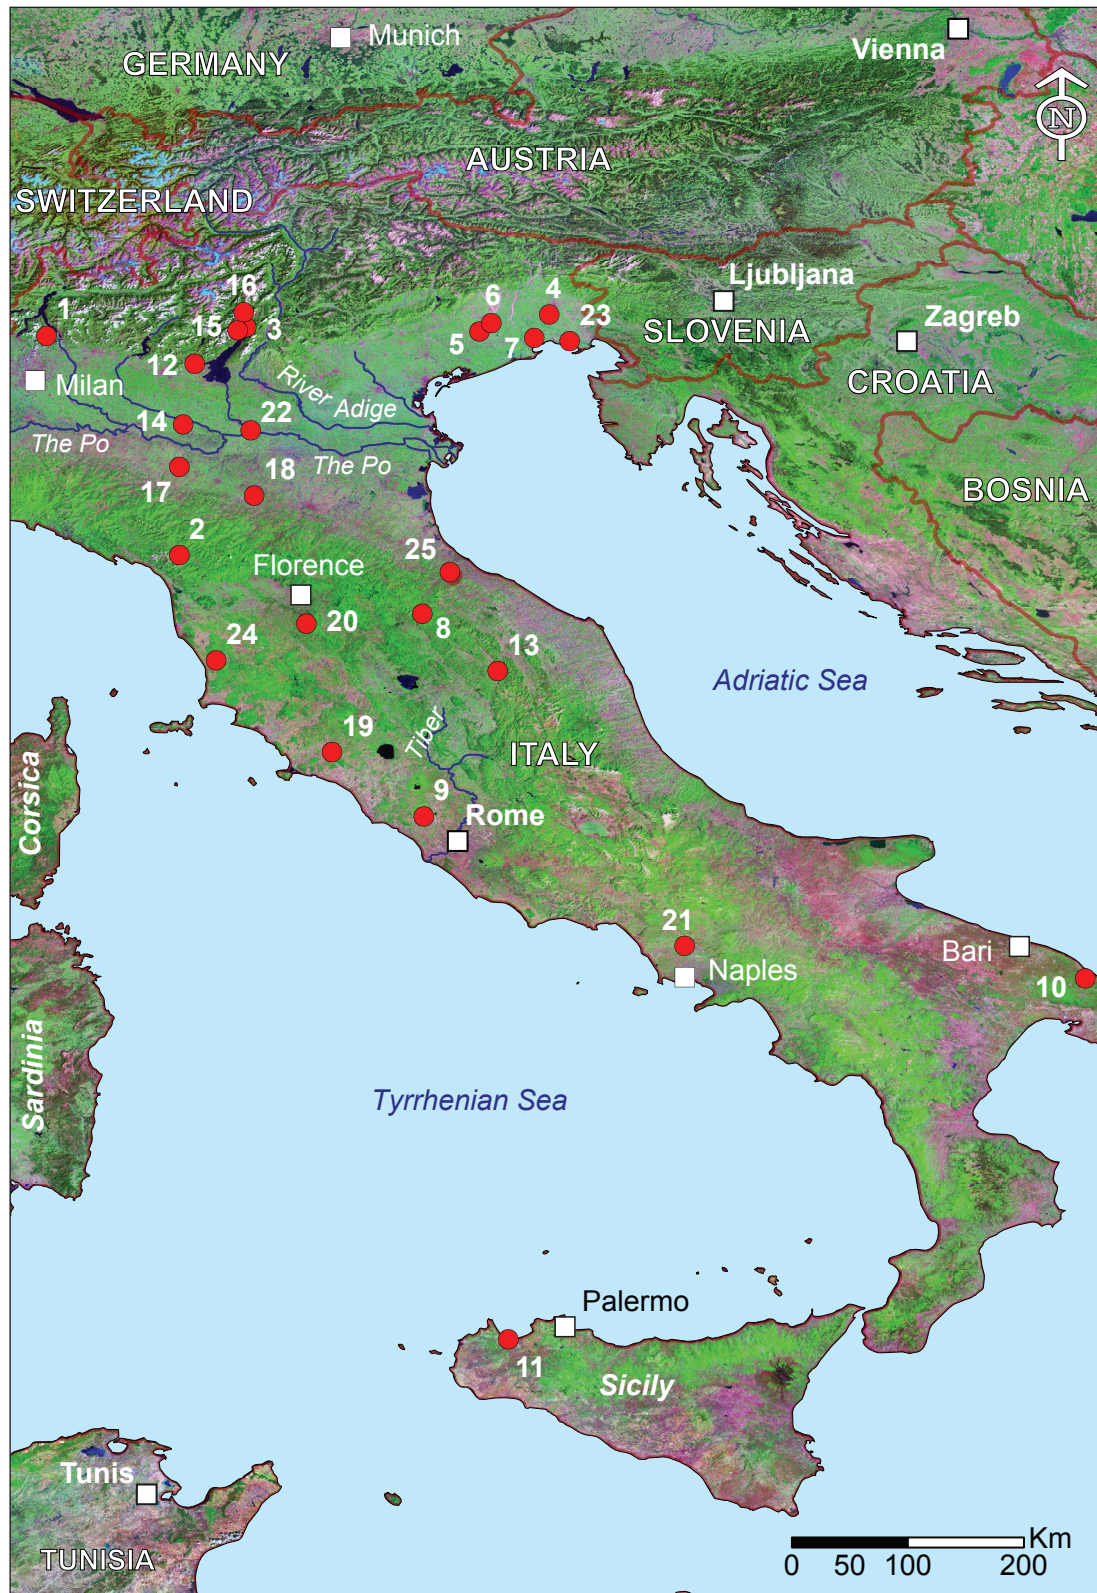 Munich
GERMANY
Vienna
N
AUSTRIA
SWITZERLAND
Ljubljana
16
1
6
4
15
3
5
7
23
SLOVENIA
Zagreb
12
Milan
CROATIA
River Adige
14
22
The Po
The Po
17
18
BOSNIA
2
25
Florence
20
8
24
13
Adriatic Sea
19
Tiber
ITALY
Corsica
9
Rome
21
Naples
Bari
10
Sardinia
Tyrrhenian Sea
Palermo
11
Sicily
Tunis
TUNISIA
Km
0 50 100 200